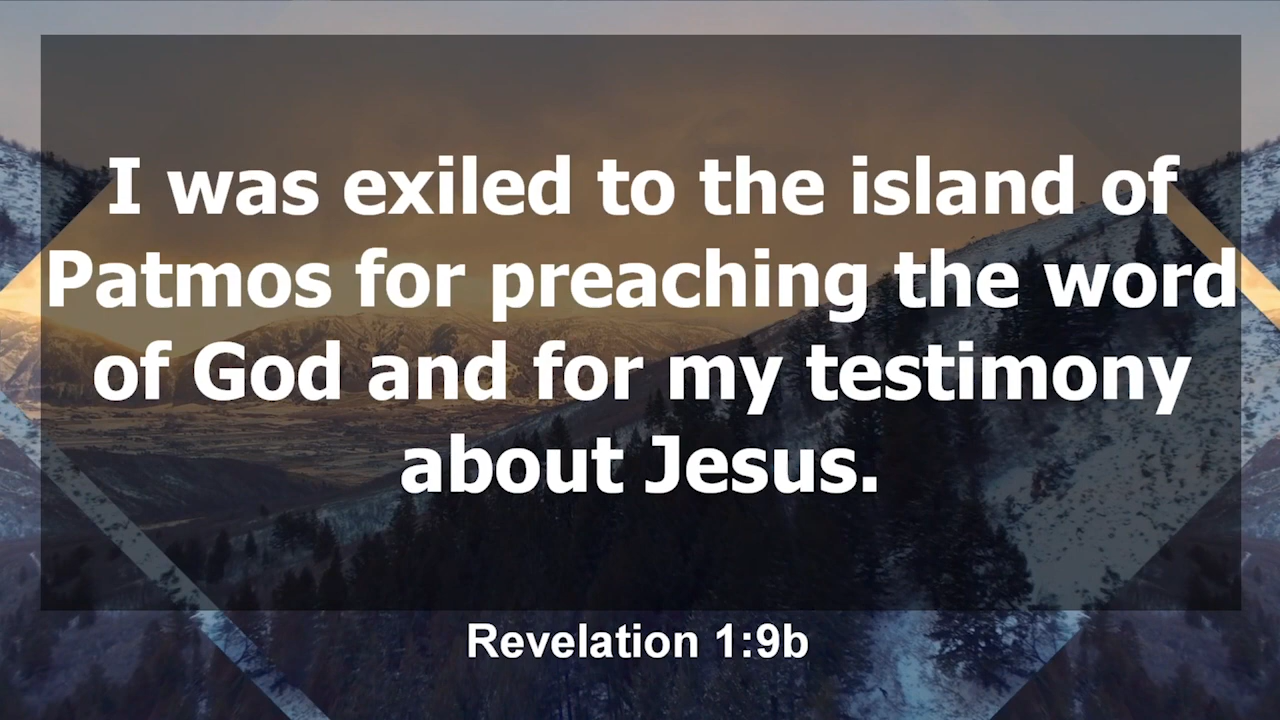 I was exiled to the island of
Patmos for preaching the word
of God and for my testimony
about Jesus.
Revelation 1:9b